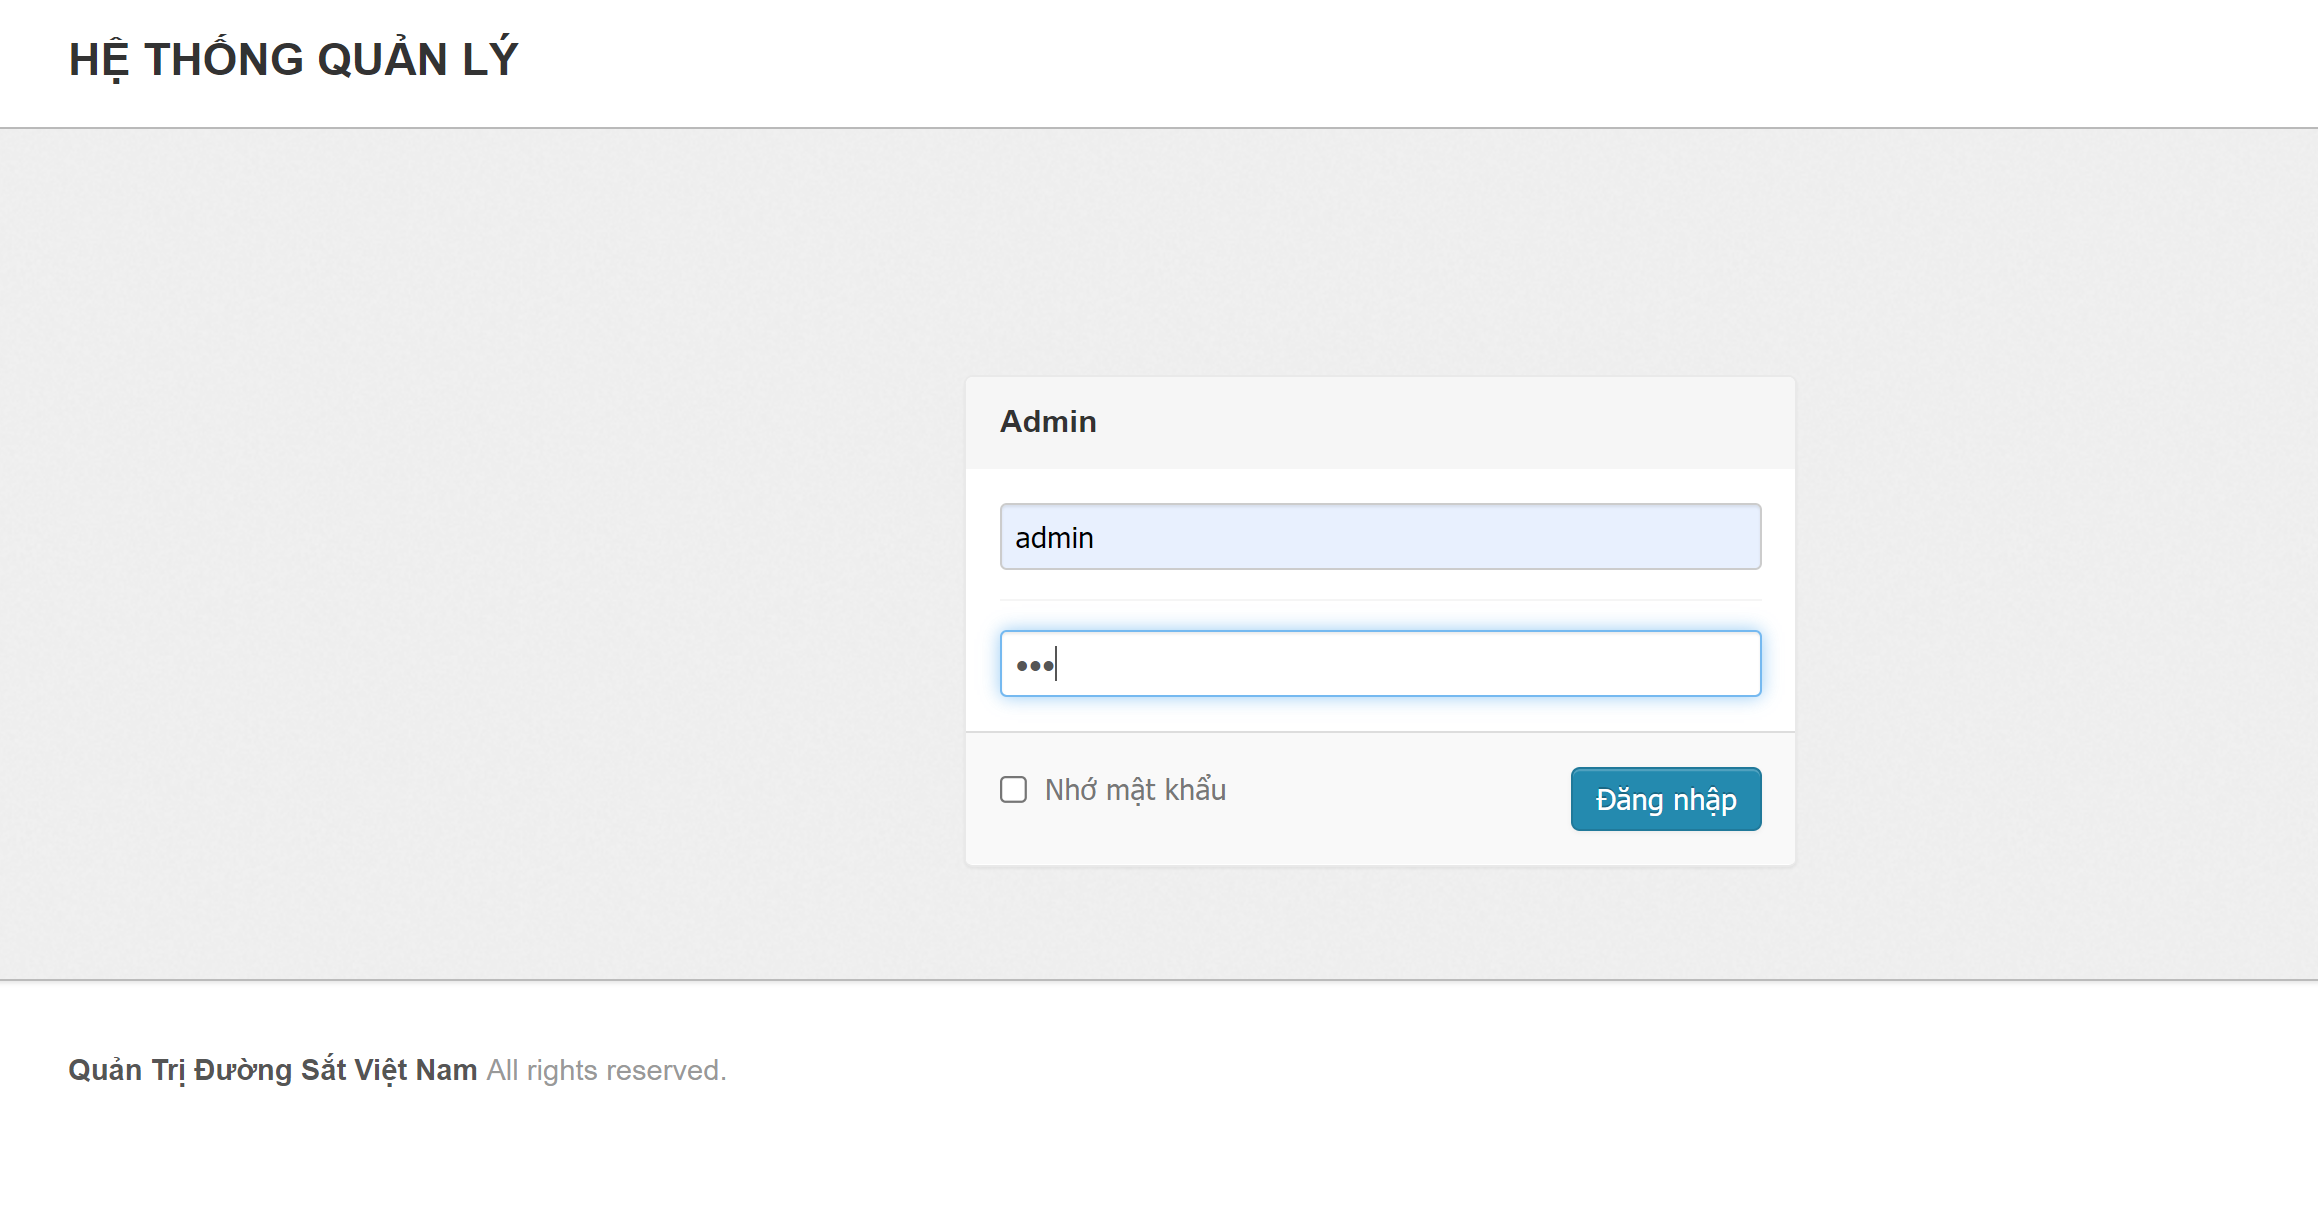 HỆ THỐNG QUẢN LÝ
Admin
admin
•••
Nhớ mật khẩu
Đăng nhập
Quản Trị Đường Sắt Việt Nam All rights reserved.